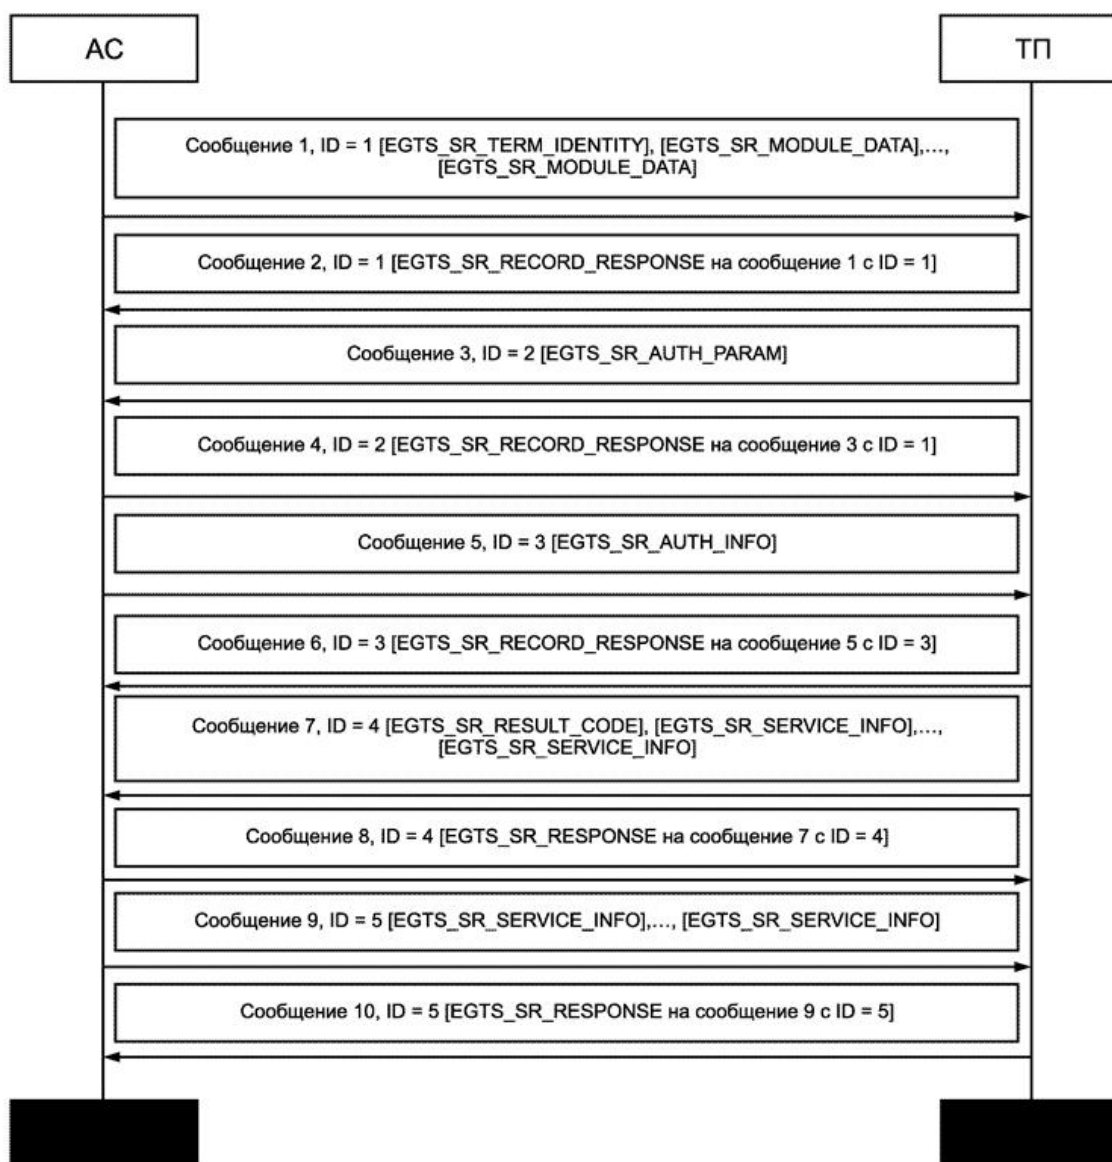 АС
ТП
Сообщение 1, ID = 1 [EGTS_SR_TERM_IDENTITY], [EGTS_SR_MODULE_DATA],...,
[EGTS_SR_MODULE_DATA]
Сообщение 2, ID = 1 [EGTS_SR_RECORD_RESPONSE на сообщение 1 с ID = 1]
Сообщение 3, ID = 2 [EGTS_SR_AUTH_PARAM]
Сообщение 4, ID = 2 [EGTS_SR_RECORD_RESPONSE на сообщение 3 с ID = 1]
Сообщение 5, ID = 3 [EGTS_SR_AUTH_INFO]
Сообщение 6, ID = 3 [EGTS_SR_RECORD_RESPONSE на сообщение 5 с ID = 3]
Сообщение 7, ID = 4 [EGTS_SR_RESULT_CODE], [EGTS_SR_SERVICE_INFO],...,
[EGTS_SR_SERVICE_INFO]
Сообщение 8, ID = 4 [EGTS_SR_RESPONSE на сообщение 7 с ID = 4]
Сообщение 9, ID = 5 [EGTS_SR_SERVICE_INFO],..., [EGTS_SR_SERVICE_INFO]
Сообщение 10, ID = 5 [EGTS_SR_RESPONSE на сообщение 9 с ID = 5]